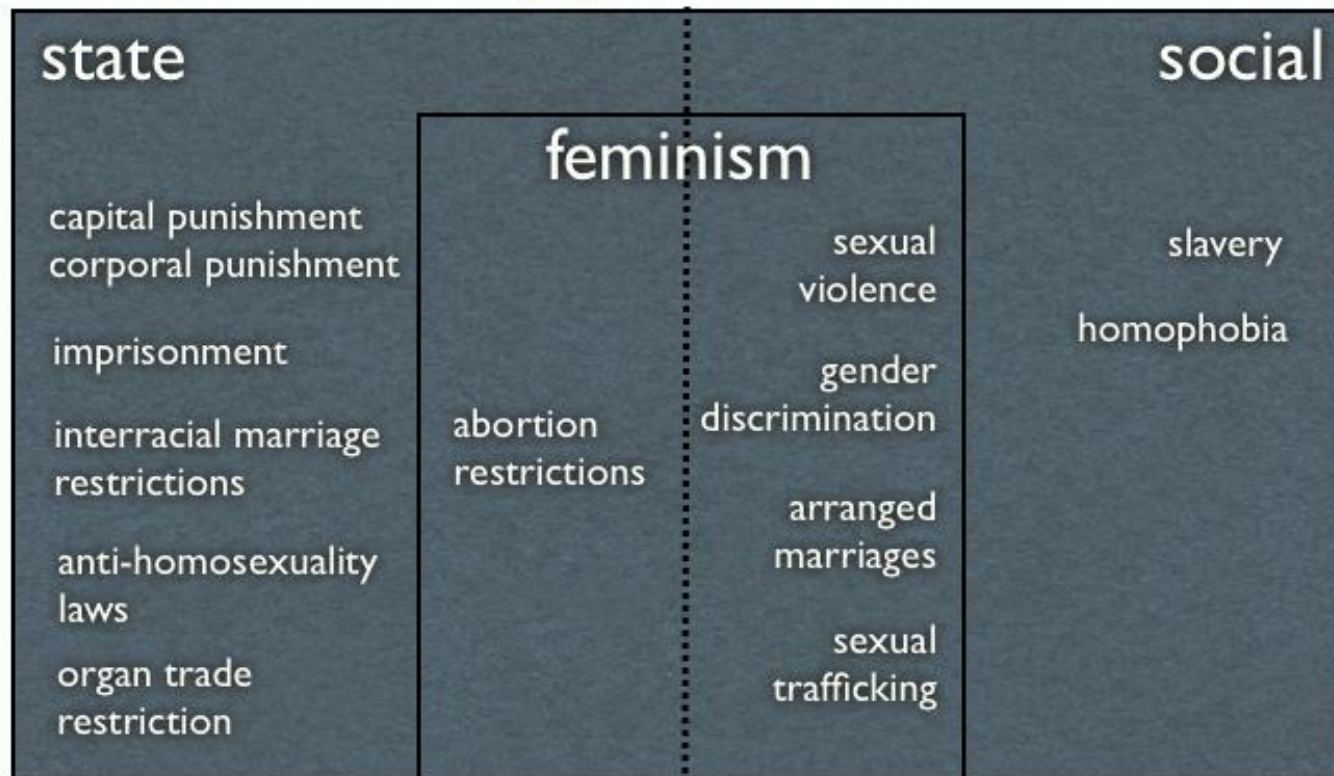 state
social
feminism
capital punishment
corporal punishment
imprisonment
interracial marriage
restrictions
anti-homosexuality
laws
organ trade
restriction
abortion
restrictions
sexual
violence
gender
discrimination
arranged
marriages
sexual
trafficking
slavery
homophobia